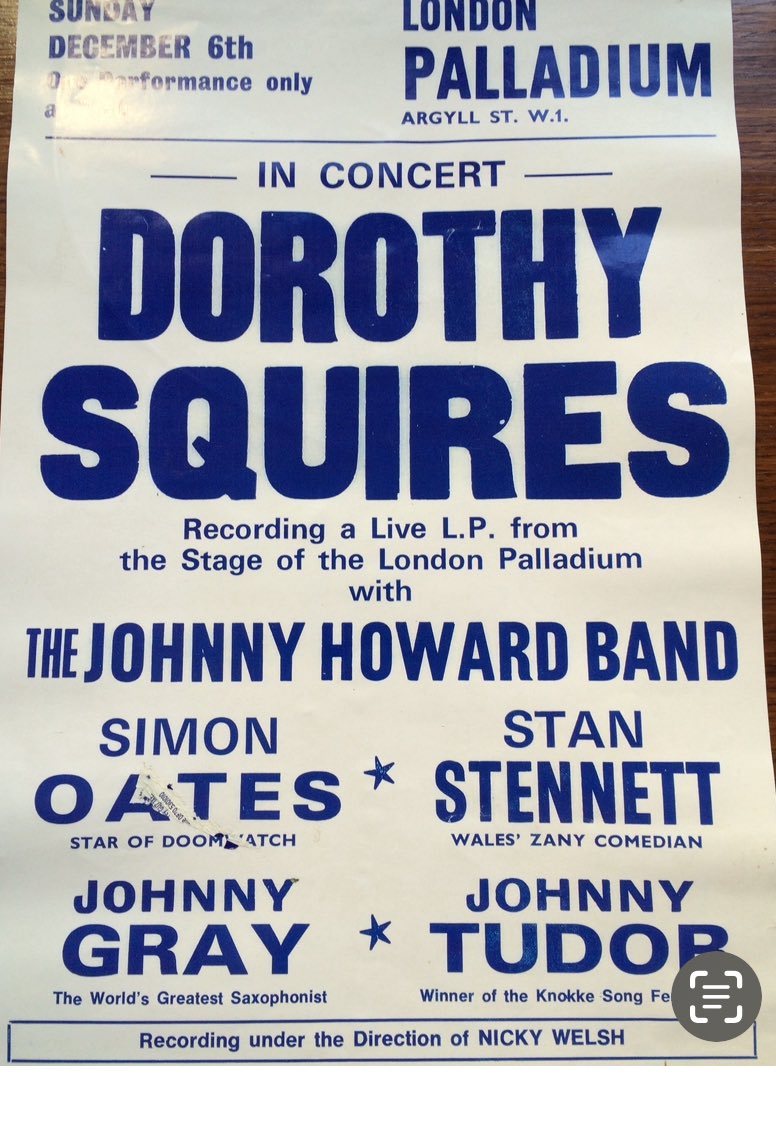 SUNDAY
DECEMBER 6th
One Performance only
LONDON
PALLADIUM
ARGYLL ST. W.1.
IN CONCERT
DOROTHY
SQUIRES
Recording a Live L.P. from
the Stage of the London Palladium
with
THE JOHNNY HOWARD BAND
SIMON
OATES
STAR OF DOOMWATCH
STAN
STENNETT
WALES' ZANY COMEDIAN
JOHNNY
GRAY
The World's Greatest Saxophonist
JOHNNY
TUDOR
Winner of the Knokke Song
Recording under the Direction of NICKY WELSH